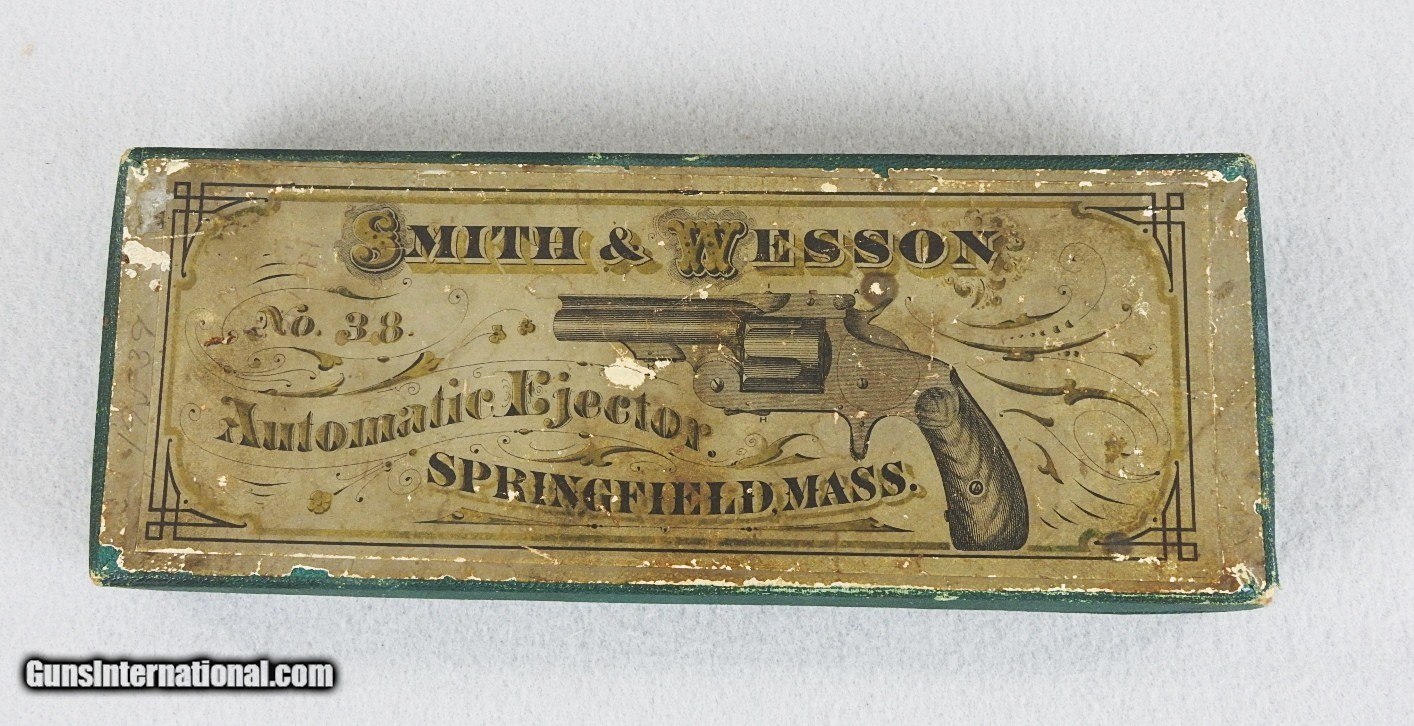 SMITH & WESSON
No. 38.
Automatic Ejector,
SPRINGFIELD, MASS.
GunsInternational.com